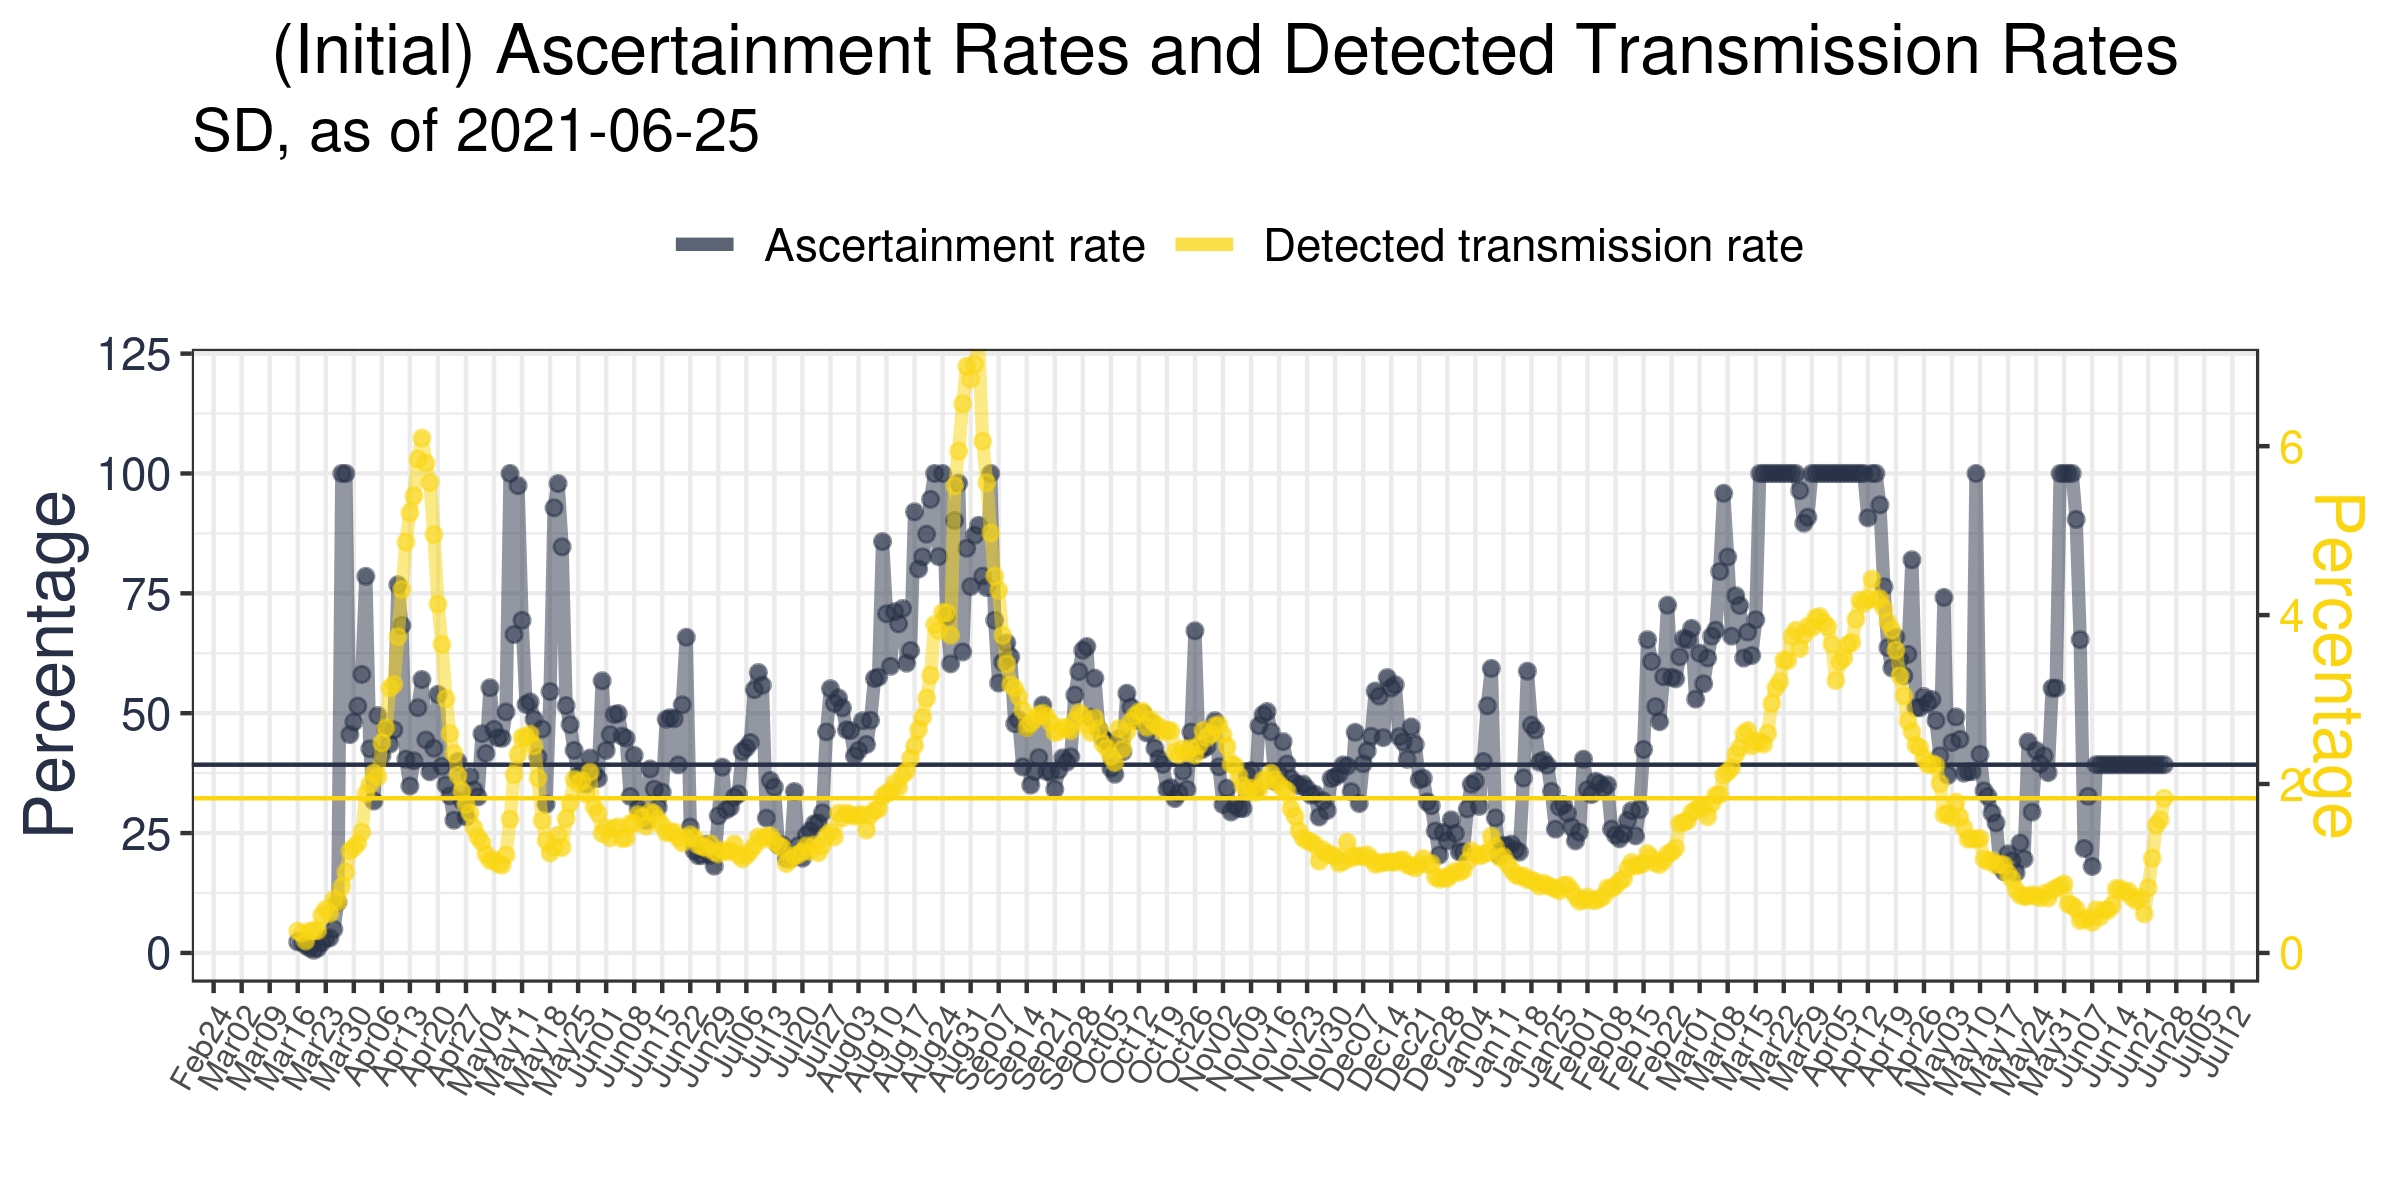 (Initial) Ascertainment Rates and Detected Transmission Rates
SD, as of 2021-06-25
Ascertainment rate
Detected transmission rate
125
100
75
50
25
0
Percentage
6
4
2
0
Percentage
Feb24
Mar02
Mar09
Mar16
Mar23
Mar30
Apr06
Apr13
Apr20
Apr27
May04
May11
May18
May25
Jun01
Jun08
Jun15
Jun22
Jun29
Jul06
Jul13
Jul20
Jul27
Aug03
Aug10
Aug17
Aug24
Aug31
Sep07
Sep14
Sep21
Sep28
Oct05
Oct12
Oct19
Oct26
Nov02
Nov09
Nov16
Nov23
Nov30
Dec07
Dec14
Dec21
Dec28
Jan04
Jan11
Jan18
Jan25
Feb01
Feb08
Feb15
Feb22
Mar01
Mar08
Mar15
Mar22
Mar29
Apr05
Apr12
Apr19
Apr26
May03
May10
May17
May24
May31
Jun07
Jun14
Jun21
Jun28
Jul05
Jul12